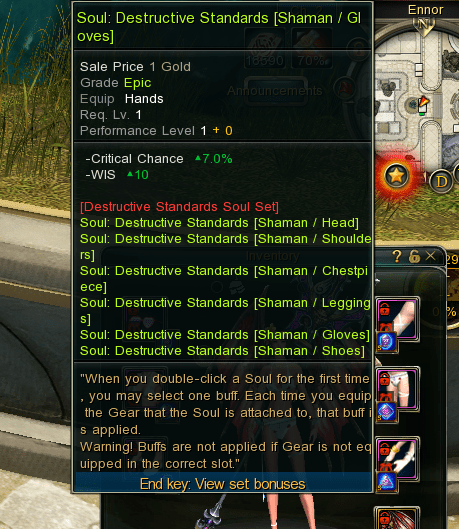 Soul: Destructive Standards [Shaman / Gl
oves]
Ennor
N
Sale Price 1 Gold
Grade Epic
Equip Hands
Req. Lv. 1
Performance Level 1 + 0
16590
70%
Announcements
-Critical Chance ▲7.0%
-WIS ▲10
D
[Destructive Standards Soul Set]
Soul: Destructive Standards [Shaman / Head]
Soul: Destructive Standards [Shaman / Shoulde
rs]
Soul: Destructive Standards [Shaman / Chestpi
ece]
Soul: Destructive Standards [Shaman / Legging
s]
Soul: Destructive Standards [Shaman / Gloves]
Soul: Destructive Standards [Shaman / Shoes]
Inventory
?
"When you double-click a Soul for the first time
, you may select one buff. Each time you equip
the Gear that the Soul is attached to, that buff i
s applied.
Warning! Buffs are not applied if Gear is not eq
uipped in the correct slot."
End key: View set bonuses